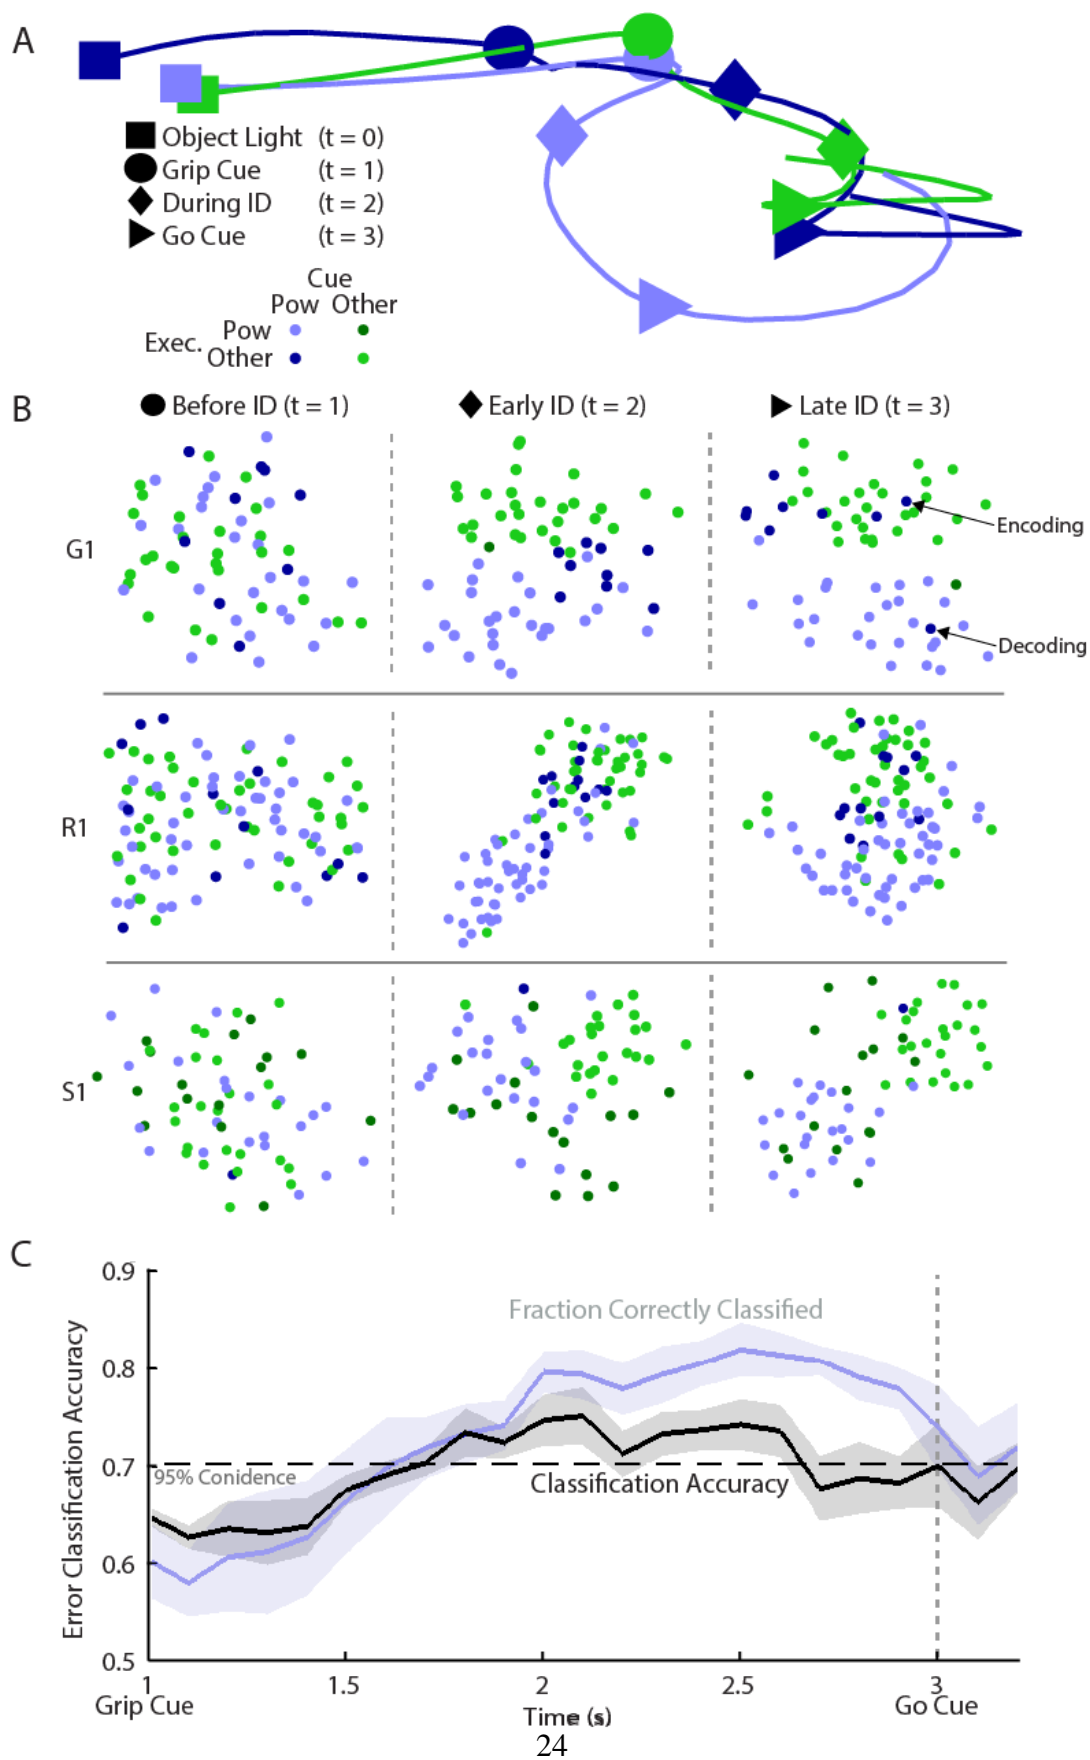 A
Object Light (t = 0)
Grip Cue (t = 1)
During ID (t = 2)
Go Cue (t = 3)
Cue
Pow Other
Exec. Pow
Other
B
Before ID (t = 1) Early ID (t = 2) Late ID (t = 3)
G1
Encoding
Decoding
R1
S1
C
Error Classification Accuracy
0.9
0.8
0.7
0.6
0.5
Fraction Correctly Classified
95% Conidence
Classification Accuracy
1 1.5 2 2.5 3
Grip Cue Go Cue
Time (s)
24